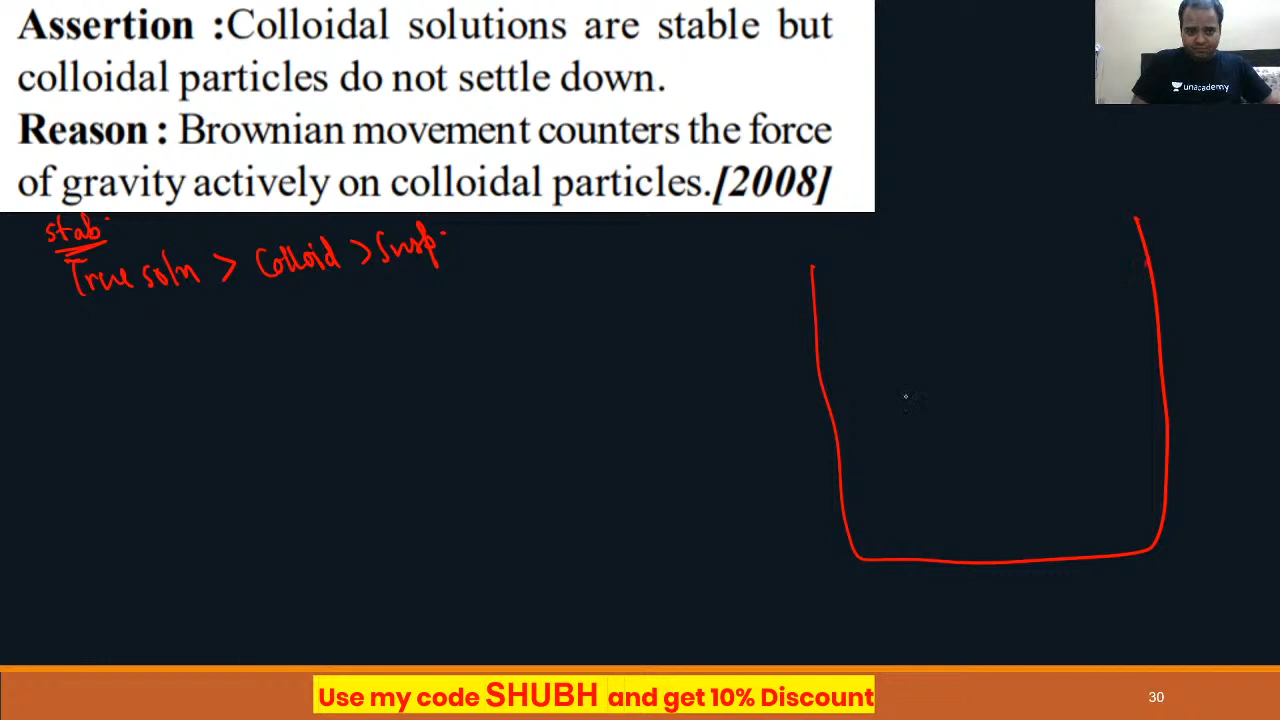 Assertion :Colloidal solutions are stable but
colloidal particles do not settle down.
Reason : Brownian movement counters the force
of gravity actively on colloidal particles.[2008]
stab.
True soln > Colloid > Susp.
unacademy
Use my code SHUBH and get 10% Discount
30